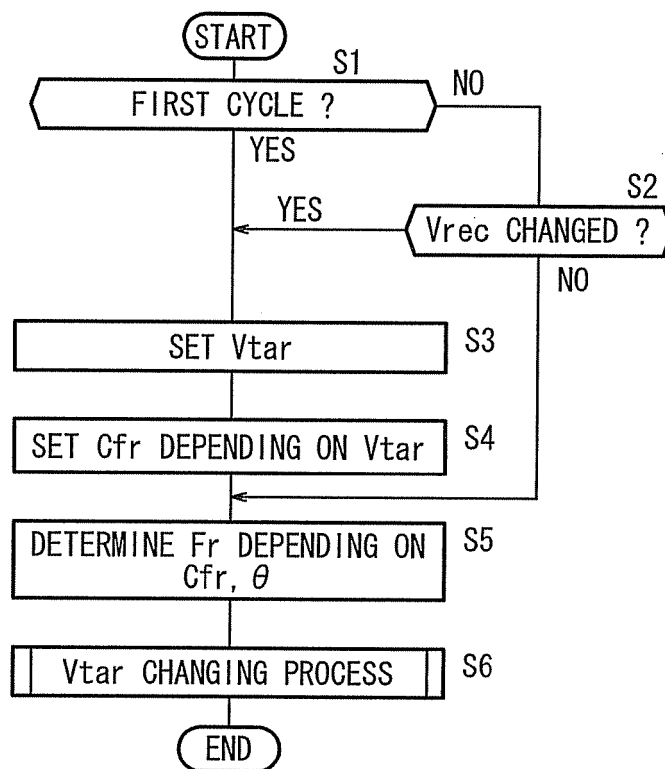 START
S1
FIRST CYCLE ?
NO
YES
S2
YES
Vrec CHANGED ?
NO
SET Vtar
S3
SET Cfr DEPENDING ON Vtar
S4
DETERMINE Fr DEPENDING ON
Cfr, θ
S5
Vtar CHANGING PROCESS
S6
END